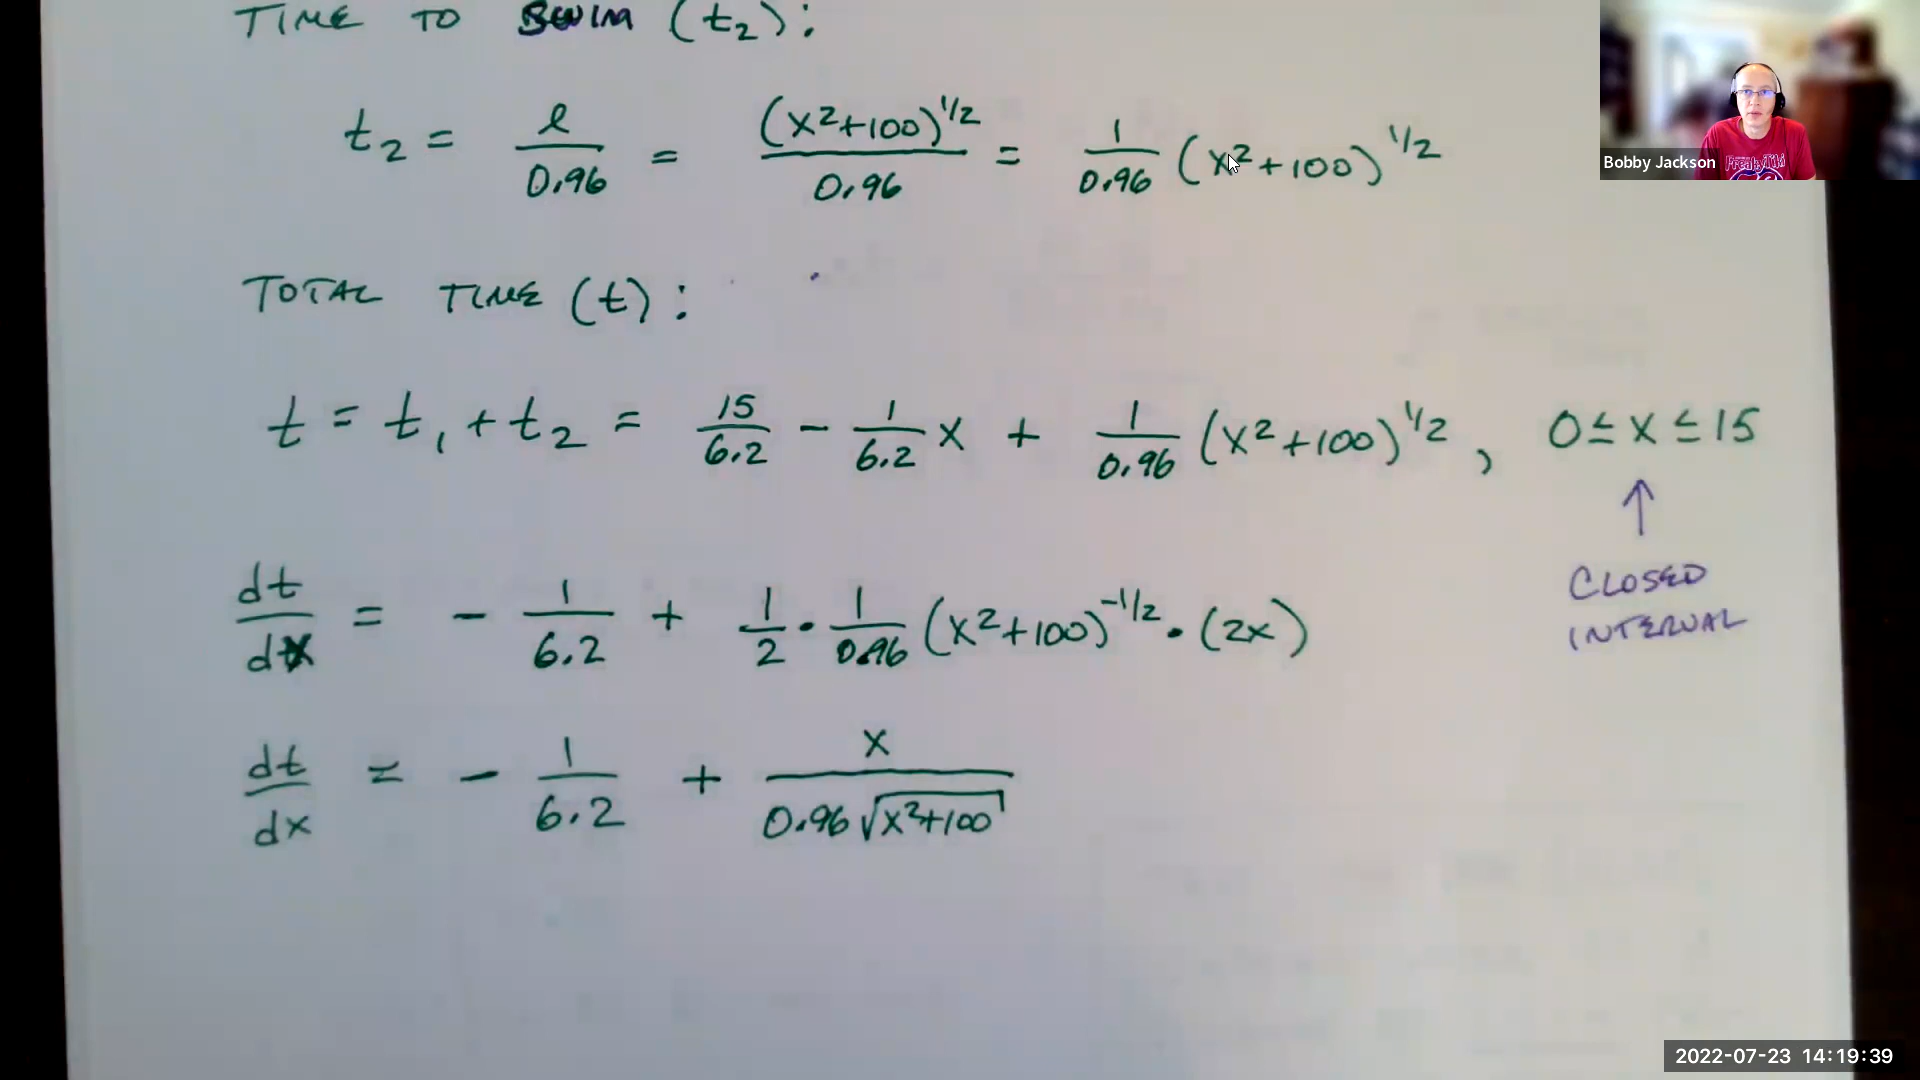 TIME TO SWIM (t₂):
t₂ = l/0.96 = (x²+100)^1/2 / 0.96 = 1/0.96 (x²+100)^1/2
Bobby Jackson
TOTAL TIME (t):
t = t₁ + t₂ = 15/6.2 - 1/6.2 x + 1/0.96 (x²+100)^1/2 , 0 ≤ x ≤ 15
↑
CLOSED
INTERVAL
dt/dx = - 1/6.2 + 1/2 · 1/0.96 (x²+100)^-1/2 · (2x)
dt/dx = - 1/6.2 + x / 0.96√x²+100
2022-07-23 14:19:39